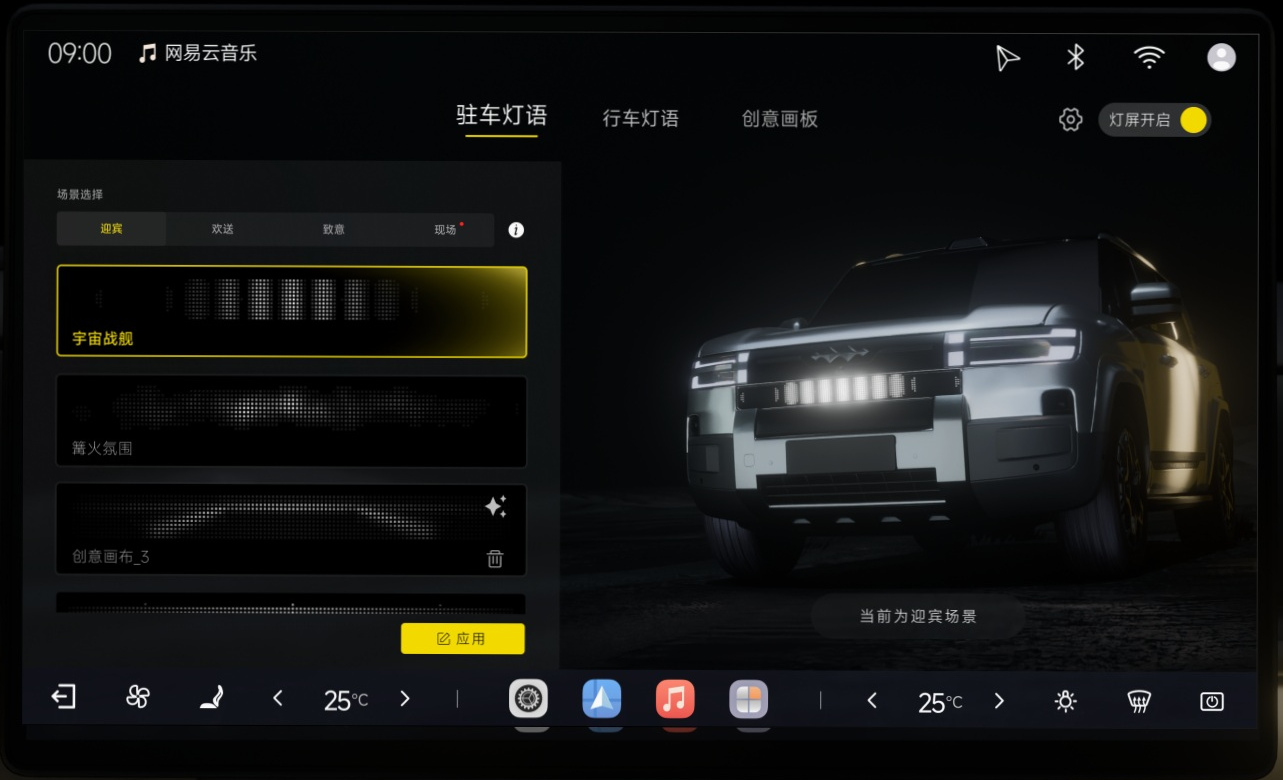 09:00 网易云音乐
驻车灯语 行车灯语 创意画板 灯屏开启
场景选择
迎宾 欢送 致意 现场
宇宙战舰
篝火氛围
创意画布_3
应用
当前为迎宾场景
25°C 25°C